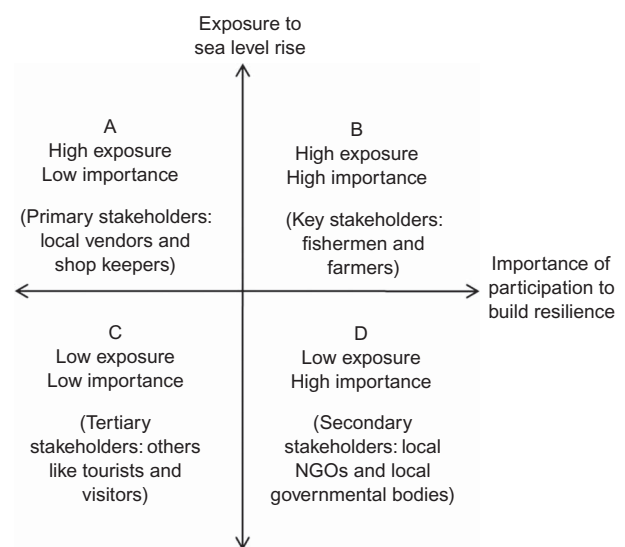 Exposure to
sea level rise
A
High exposure
Low importance
(Primary stakeholders:
local vendors and
shop keepers)
B
High exposure
High importance
(Key stakeholders:
fishermen and
farmers)
Importance of
participation to
build resilience
C
Low exposure
Low importance
(Tertiary
stakeholders: others
like tourists and
visitors)
D
Low exposure
High importance
(Secondary
stakeholders: local
NGOs and local
governmental bodies)